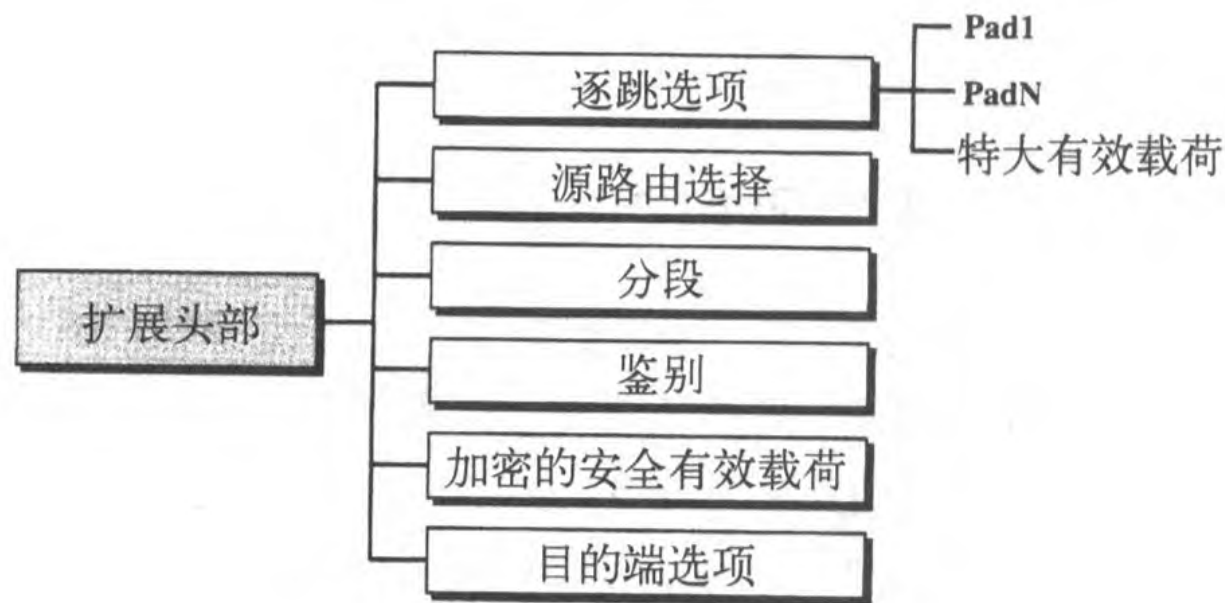 Pad1
逐跳选项
PadN
特大有效载荷
源路由选择
分段
扩展头部
鉴别
加密的安全有效载荷
目的端选项